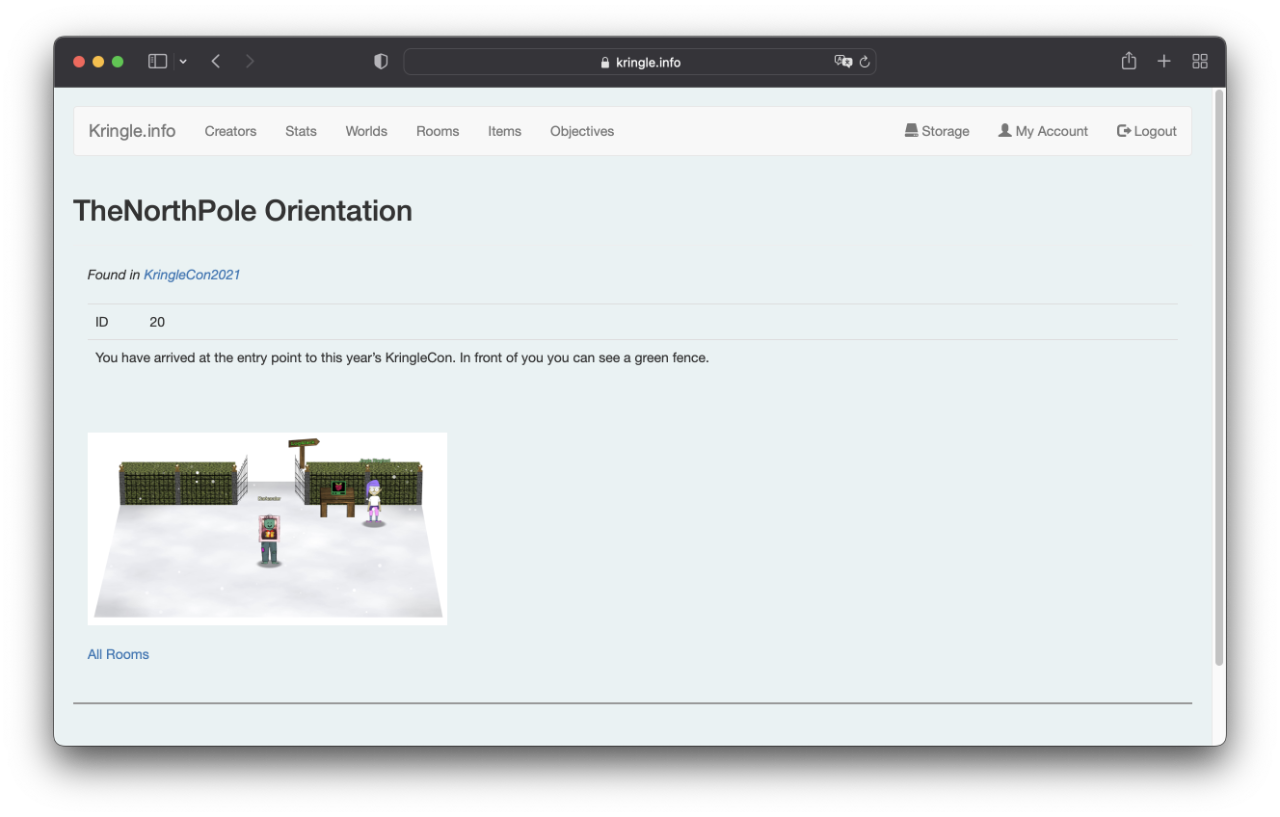 kringle.info
Kringle.info Creators Stats Worlds Rooms Items Objectives Storage My Account Logout
TheNorthPole Orientation
Found in KringleCon2021
ID 20
You have arrived at the entry point to this year's KringleCon. In front of you you can see a green fence.
All Rooms